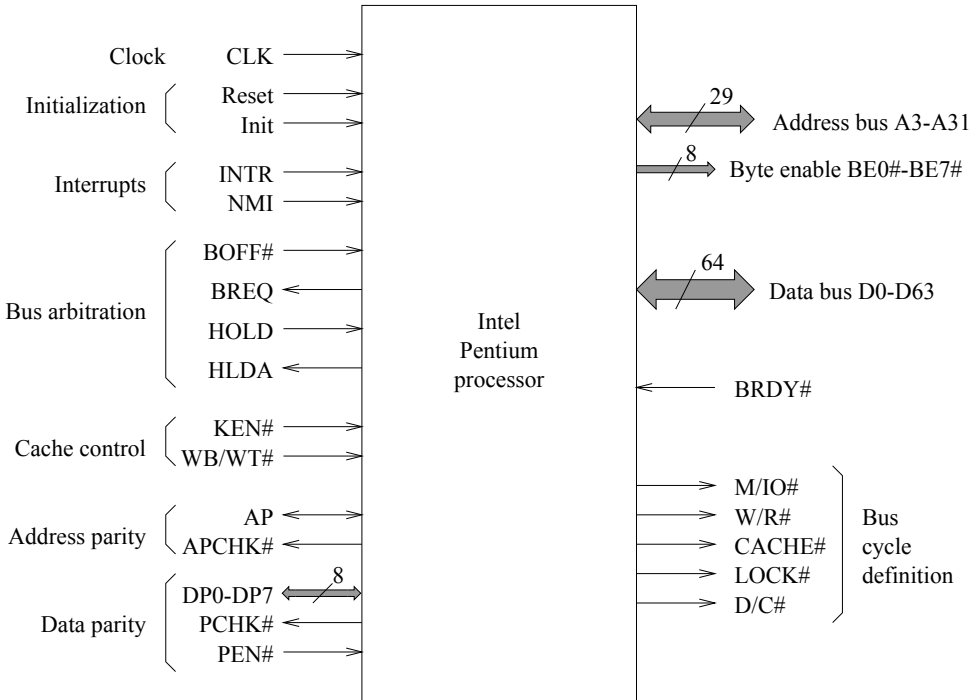 Clock CLK
Initialization
Reset
Init
Interrupts
INTR
NMI
Bus arbitration
BOFF#
BREQ
HOLD
HLDA
Cache control
KEN#
WB/WT#
Address parity
AP
APCHK#
Data parity
DP0-DP7
8
PCHK#
PEN#
Intel
Pentium
processor
29
Address bus A3-A31
8
Byte enable BE0#-BE7#
64
Data bus D0-D63
BRDY#
M/IO#
W/R#
CACHE#
LOCK#
D/C#
Bus
cycle
definition